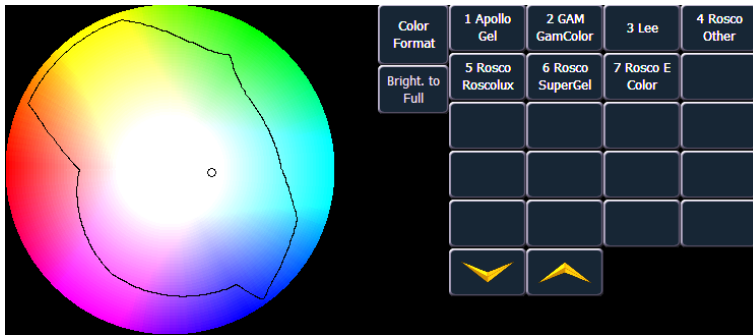 Color
Format
1 Apollo
Gel
2 GAM
GamColor
3 Lee
4 Rosco
Other
Bright. to
Full
5 Rosco
Roscolux
6 Rosco
SuperGel
7 Rosco E
Color